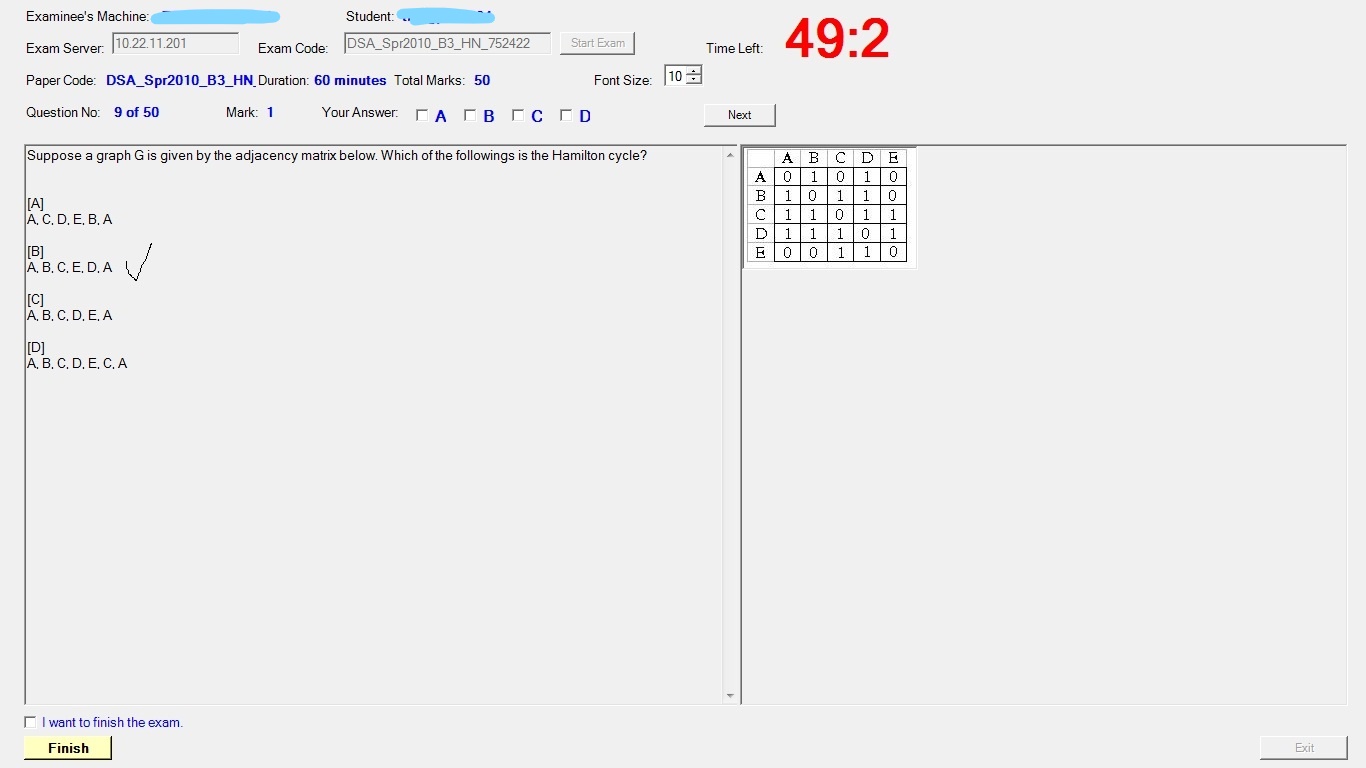 Examinee's Machine: Student:
Exam Server: 10.22.11.201 Exam Code: DSA_Spr2010_B3_HN_752422 Start Exam Time Left: 49:2
Paper Code: DSA_Spr2010_B3_HN_ Duration: 60 minutes Total Marks: 50 Font Size: 10
Question No: 9 of 50 Mark: 1 Your Answer: A B C D Next
Suppose a graph G is given by the adjacency matrix below. Which of the followings is the Hamilton cycle?
[A]
A, C, D, E, B, A
[B]
A, B, C, E, D, A
[C]
A, B, C, D, E, A
[D]
A, B, C, D, E, C, A
A B C D E
A 0 1 0 1 0
B 1 0 1 1 0
C 1 1 0 1 1
D 1 1 1 0 1
E 0 0 1 1 0
I want to finish the exam.
Finish Exit